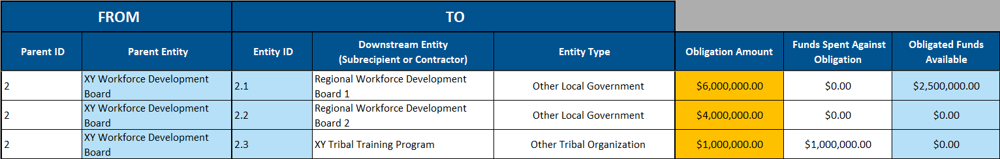 FROM TO
Parent ID Parent Entity Entity ID Downstream Entity (Subrecipient or Contractor) Entity Type Obligation Amount Funds Spent Against Obligation Obligated Funds Available
2 XY Workforce Development Board 2.1 Regional Workforce Development Board 1 Other Local Government $6,000,000.00 $0.00 $2,500,000.00
2 XY Workforce Development Board 2.2 Regional Workforce Development Board 2 Other Local Government $4,000,000.00 $0.00 $0.00
2 XY Workforce Development Board 2.3 XY Tribal Training Program Other Tribal Organization $1,000,000.00 $1,000,000.00 $0.00